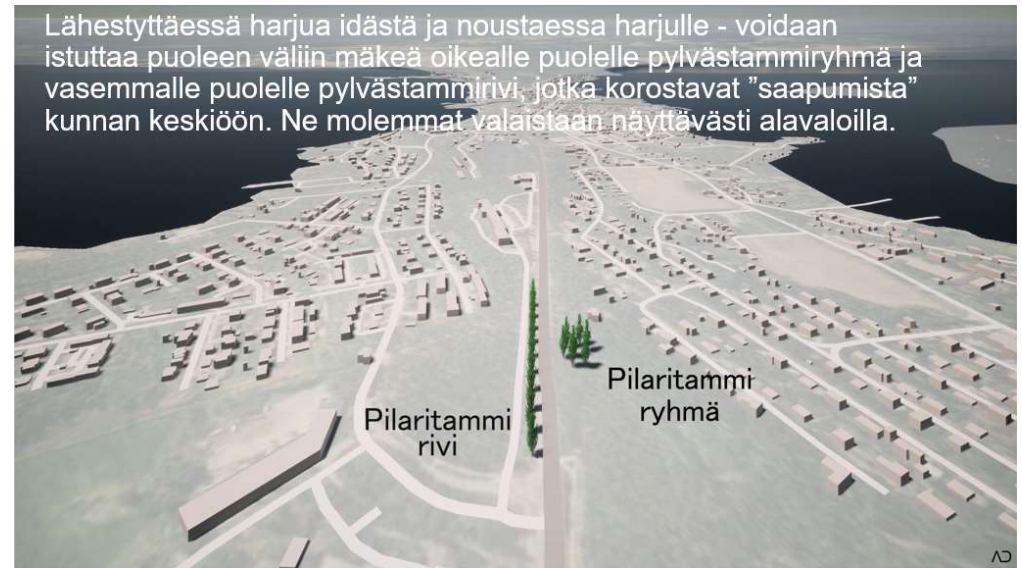 Lähestyttäessä harjua idästä ja noustaessa harjulle - voidaan
istuttaa puoleen väliin mäkeä oikealle puolelle pylvästammiryhmä ja
vasemmalle puolelle pylvästammirivi, jotka korostavat ”saapumista”
kunnan keskiöön. Ne molemmat valaistaan näyttävästi alavaloilla.
Pilaritammi
ryhmä
Pilaritammi
rivi